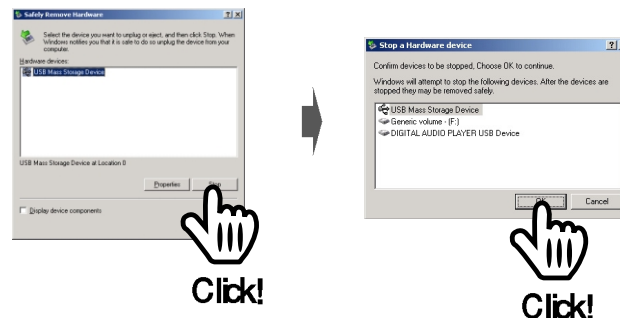 Safely Remove Hardware
Select the device you want to unplug or eject, and then click Stop. When
Windows notifies you that it is safe to do so unplug the device from your
computer.
Hardware devices:
USB Mass Storage Device
USB Mass Storage Device at Location 0
Properties
Stop
Display device components
Click!
Stop a Hardware device
Confirm devices to be stopped, Choose OK to continue.
Windows will attempt to stop the following devices. After the devices are
stopped they may be removed safely.
USB Mass Storage Device
Generic volume - (F:)
DIGITAL AUDIO PLAYER USB Device
OK
Cancel
Click!